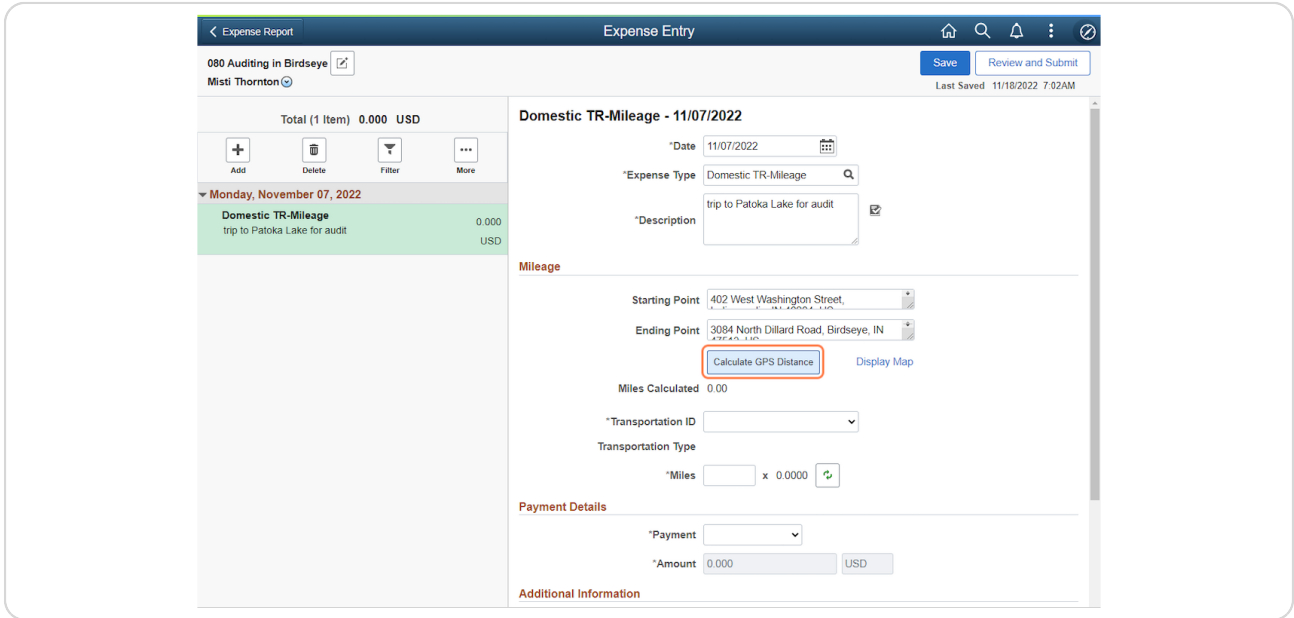 Expense Report
Expense Entry
080 Auditing in Birdseye
Misti Thornton
Save
Review and Submit
Last Saved 11/18/2022 7:02AM
Total (1 Item) 0.000 USD
Add
Delete
Filter
More
Monday, November 07, 2022
Domestic TR-Mileage
0.000
trip to Patoka Lake for audit
USD
Domestic TR-Mileage - 11/07/2022
*Date 11/07/2022
*Expense Type Domestic TR-Mileage
*Description trip to Patoka Lake for audit
Mileage
Starting Point 402 West Washington Street,
Ending Point 3084 North Dillard Road, Birdseye, IN
Calculate GPS Distance
Display Map
Miles Calculated 0.00
*Transportation ID
Transportation Type
*Miles x 0.0000
Payment Details
*Payment
*Amount 0.000 USD
Additional Information